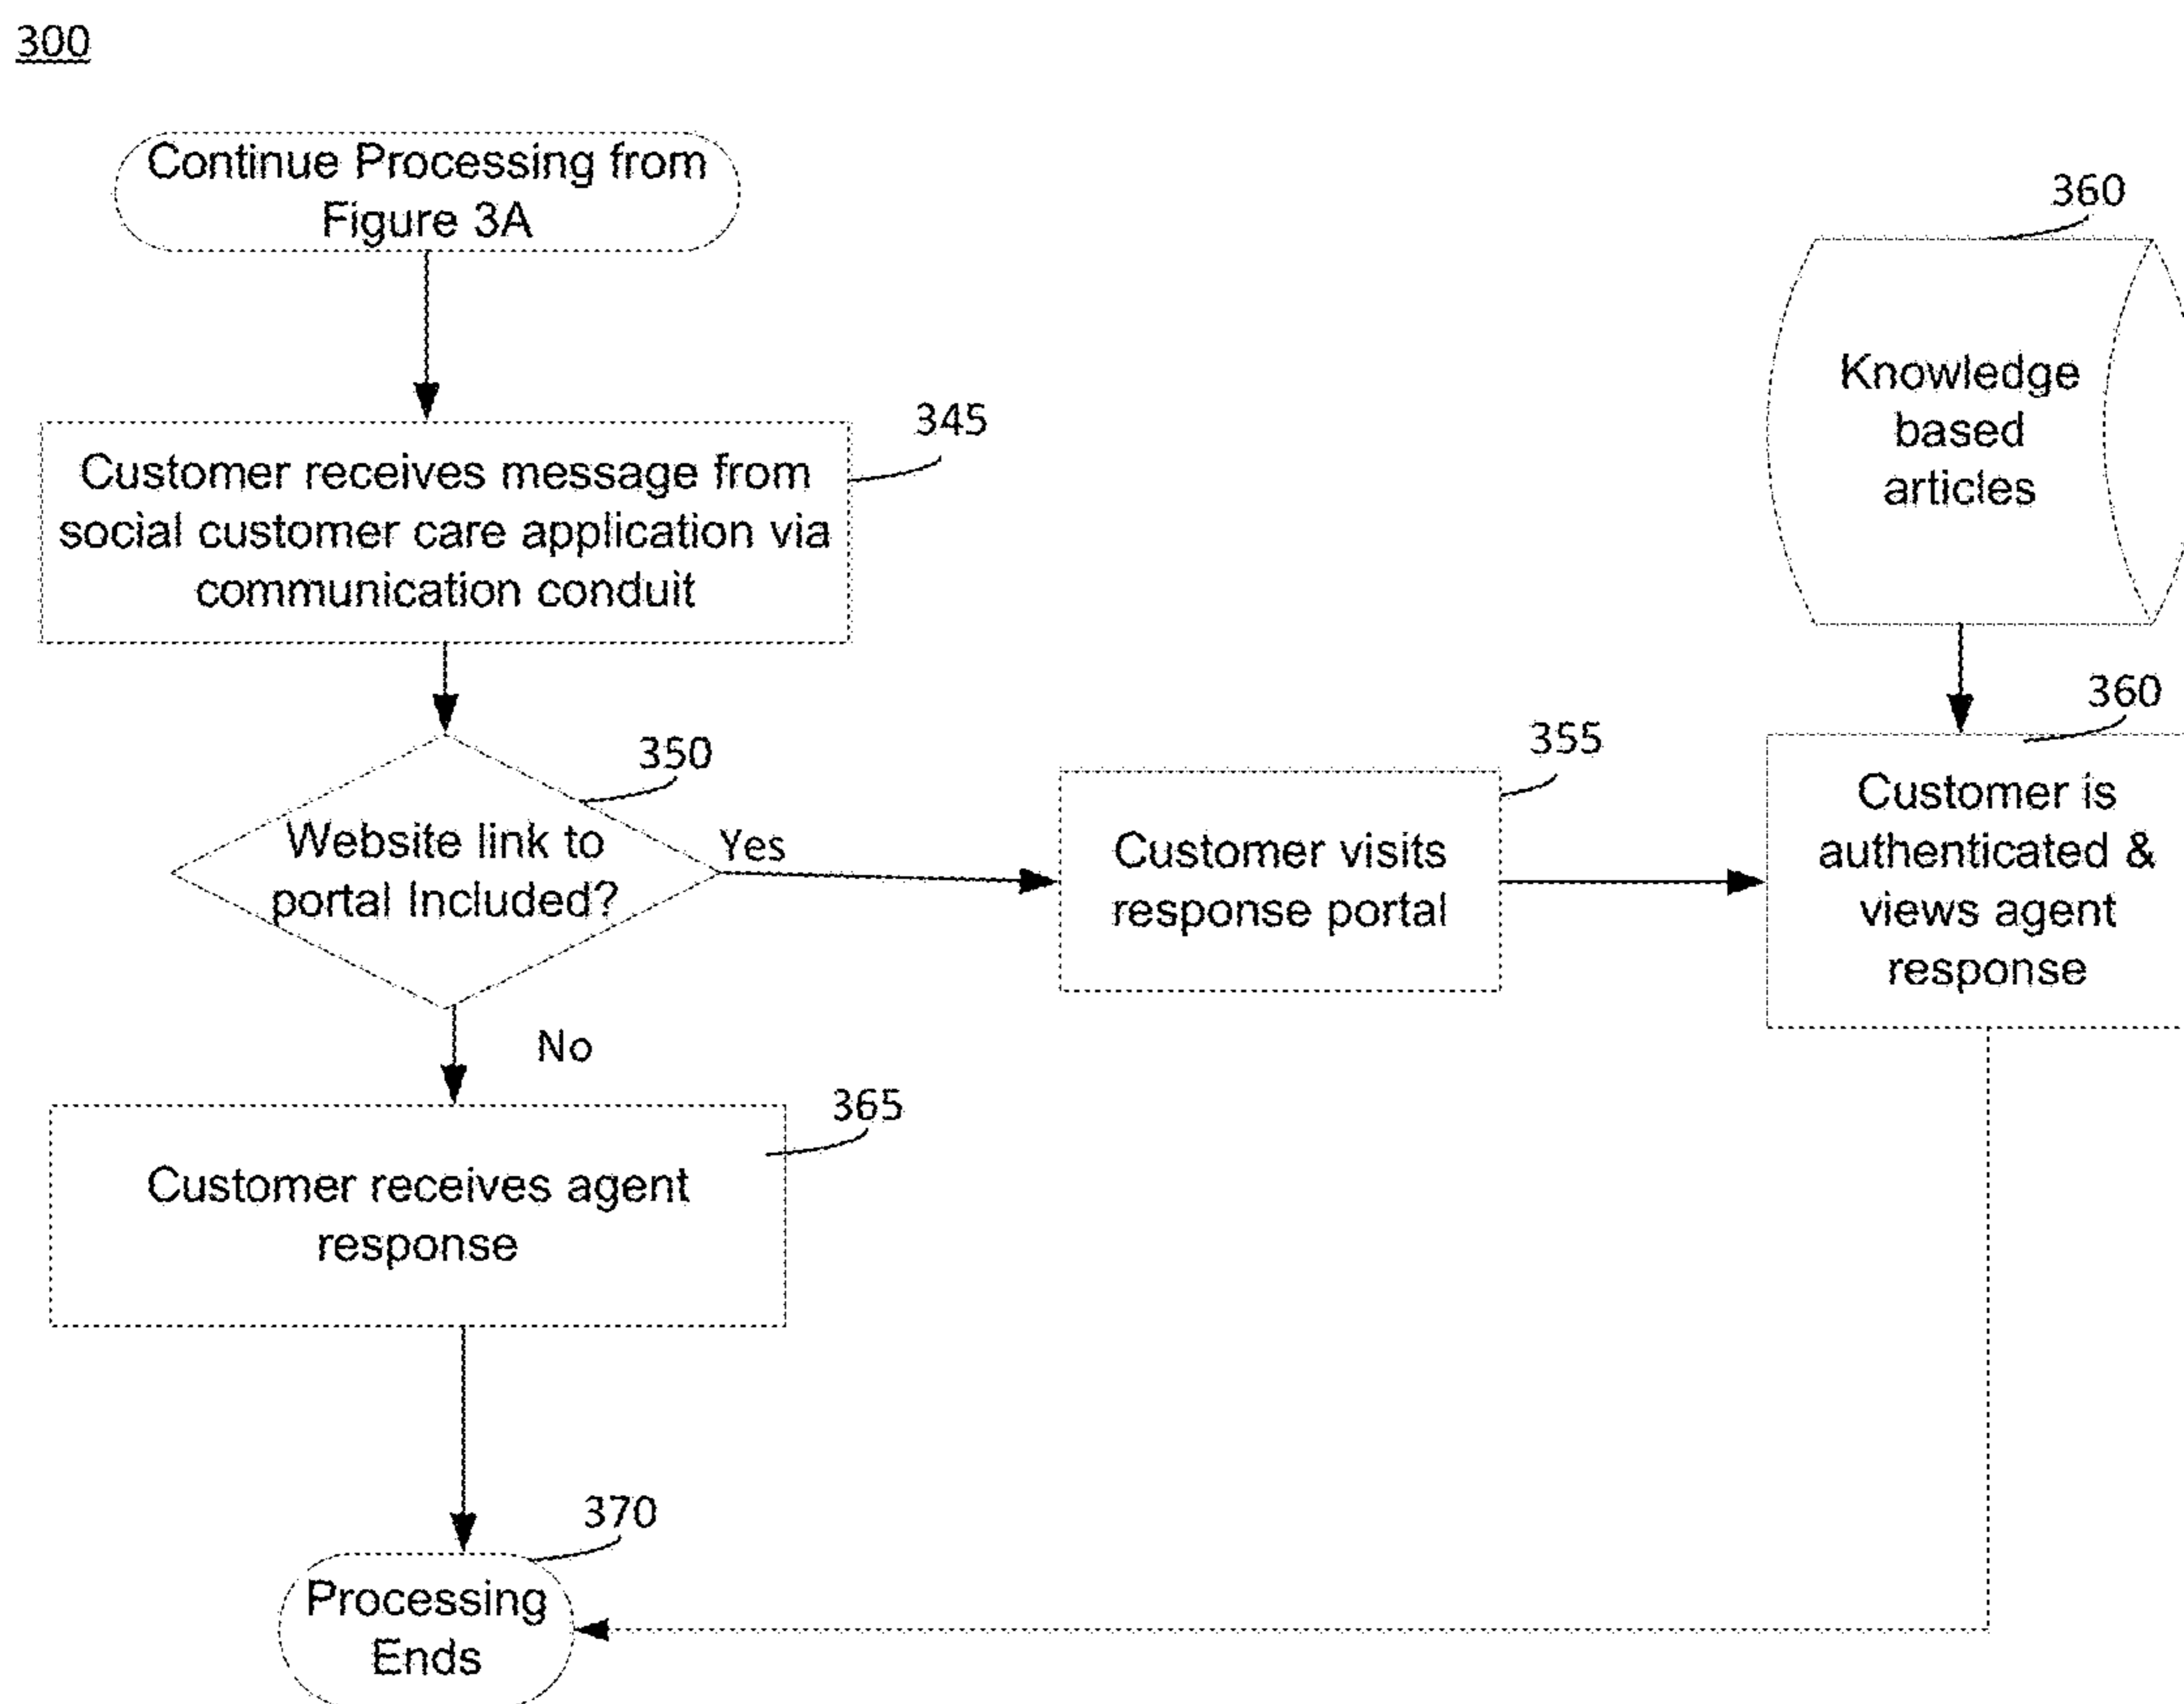 300
Continue Processing from
Figure 3A
360
Knowledge
based
articles
345
Customer receives message from
social customer care application via
communication conduit
350
Website link to
portal Included?
Yes
355
Customer visits
response portal
360
Customer is
authenticated &
views agent
response
No
365
Customer receives agent
response
370
Processing
Ends